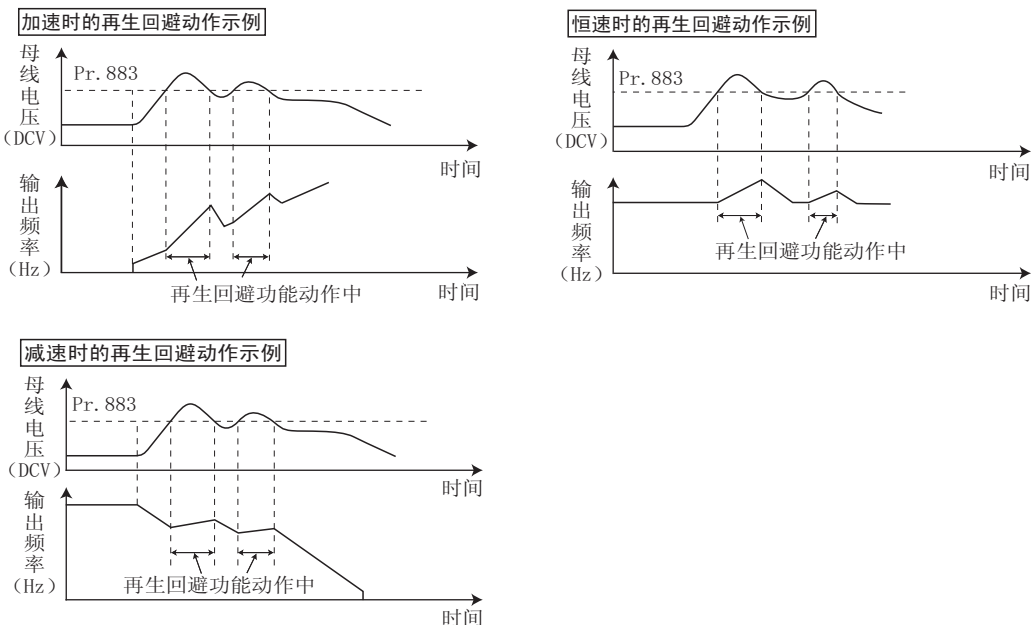 加速时的再生回避动作示例
母线电压
(DCV)
Pr.883
时间
输出频率
(Hz)
再生回避功能动作中
时间
恒速时的再生回避动作示例
母线电压
(DCV)
Pr.883
时间
输出频率
(Hz)
再生回避功能动作中
时间
减速时的再生回避动作示例
母线电压
(DCV)
Pr.883
时间
输出频率
(Hz)
再生回避功能动作中
时间